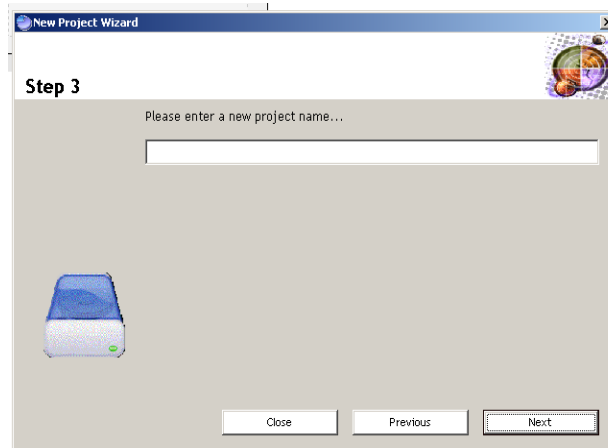 New Project Wizard
Step 3
Please enter a new project name...
Close
Previous
Next